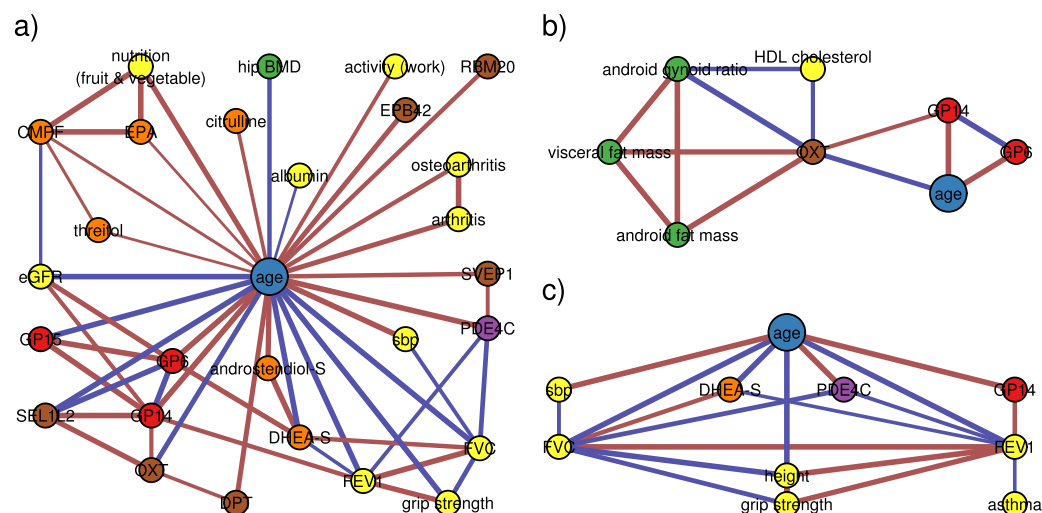 a)
nutrition
(fruit & vegetable)
hip BMD
activity (work)
RBM20
CMPF
EPA
citrulline
EPB42
albumin
osteoarthritis
arthritis
threitol
eGFR
age
SVEP1
GP15
GP6
sbp
PDE4C
androstendiol-S
SEL1L2
GP14
DHEA-S
FVC
OXT
FEV1
DPT
grip strength
b)
HDL cholesterol
android gynoid ratio
GP14
visceral fat mass
OXT
GP6
age
android fat mass
c)
age
sbp
DHEA-S
PDE4C
GP14
FVC
FEV1
height
grip strength
asthma